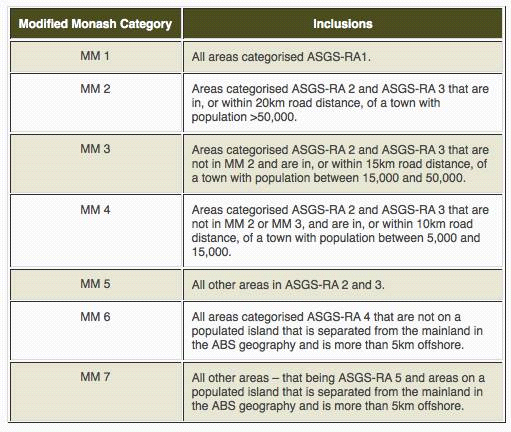 Modified Monash Category Inclusions
MM 1 All areas categorised ASGS-RA1.
MM 2 Areas categorised ASGS-RA 2 and ASGS-RA 3 that are
in, or within 20km road distance, of a town with
population >50,000.
MM 3 Areas categorised ASGS-RA 2 and ASGS-RA 3 that are
not in MM 2 and are in, or within 15km road distance, of
a town with population between 15,000 and 50,000.
MM 4 Areas categorised ASGS-RA 2 and ASGS-RA 3 that are
not in MM 2 or MM 3, and are in, or within 10km road
distance, of a town with population between 5,000 and
15,000.
MM 5 All other areas in ASGS-RA 2 and 3.
MM 6 All areas categorised ASGS-RA 4 that are not on a
populated island that is separated from the mainland in
the ABS geography and is more than 5km offshore.
MM 7 All other areas – that being ASGS-RA 5 and areas on a
populated island that is separated from the mainland in
the ABS geography and is more than 5km offshore.